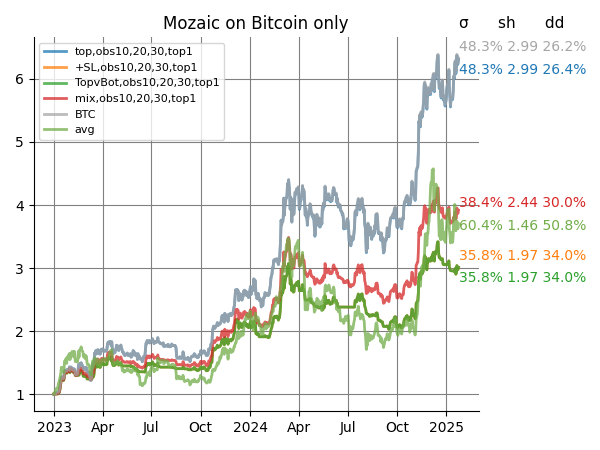 Mozaic on Bitcoin only
σ sh dd
top,obs10,20,30,top1
+SL,obs10,20,30,top1
TopvBot,obs10,20,30,top1
mix,obs10,20,30,top1
BTC
avg
48.3% 2.99 26.2%
48.3% 2.99 26.4%
38.4% 2.44 30.0%
60.4% 1.46 50.8%
35.8% 1.97 34.0%
35.8% 1.97 34.0%
6
5
4
3
2
1
2023 Apr Jul Oct 2024 Apr Jul Oct 2025